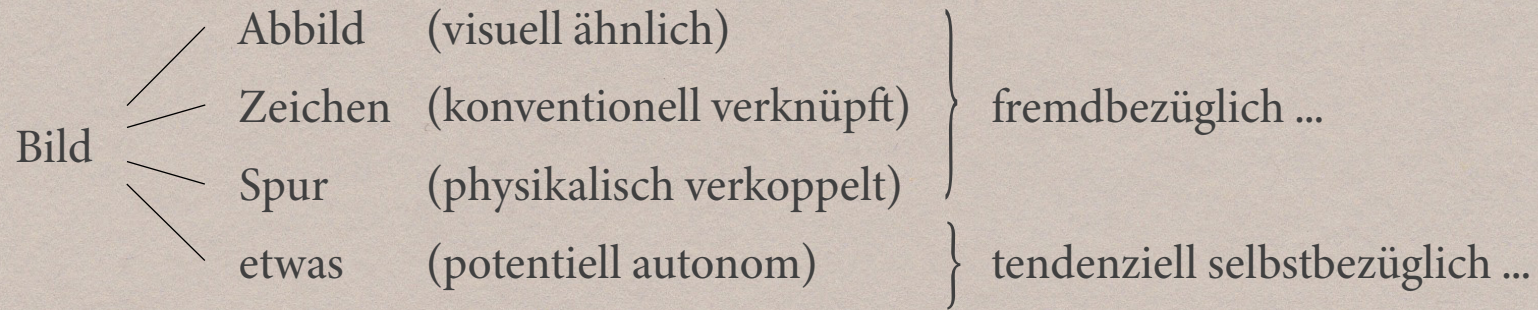 Abbild (visuell ähnlich)
Zeichen (konventionell verknüpft) fremdbezüglich ...
Bild
Spur (physikalisch verkoppelt)
etwas (potentiell autonom) tendenziell selbstbezüglich ...